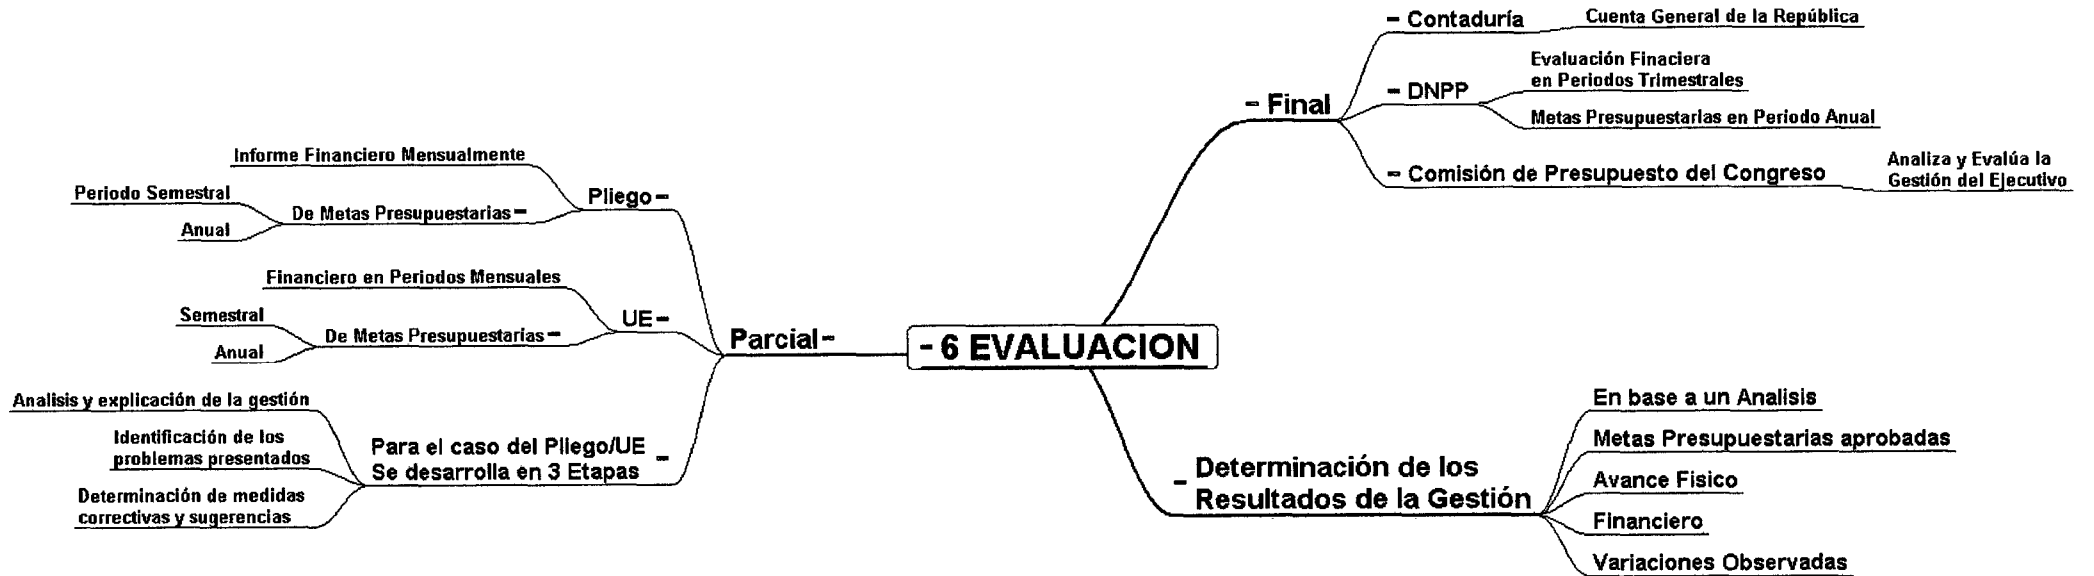 - 6 EVALUACION
- Final
- Contaduría
Cuenta General de la República
- DNPP
Evaluación Finaciera
en Periodos Trimestrales
Metas Presupuestarias en Periodo Anual
- Comisión de Presupuesto del Congreso
Analiza y Evalúa la
Gestión del Ejecutivo
- Determinación de los
Resultados de la Gestión
En base a un Analisis
Metas Presupuestarias aprobadas
Avance Fisico
Financiero
Variaciones Observadas
Parcial -
Pliego -
Informe Financiero Mensualmente
De Metas Presupuestarias -
Periodo Semestral
Anual
UE -
Financiero en Periodos Mensuales
De Metas Presupuestarias -
Semestral
Anual
Para el caso del Pliego/UE
Se desarrolla en 3 Etapas -
Analisis y explicación de la gestión
Identificación de los
problemas presentados
Determinación de medidas
correctivas y sugerencias